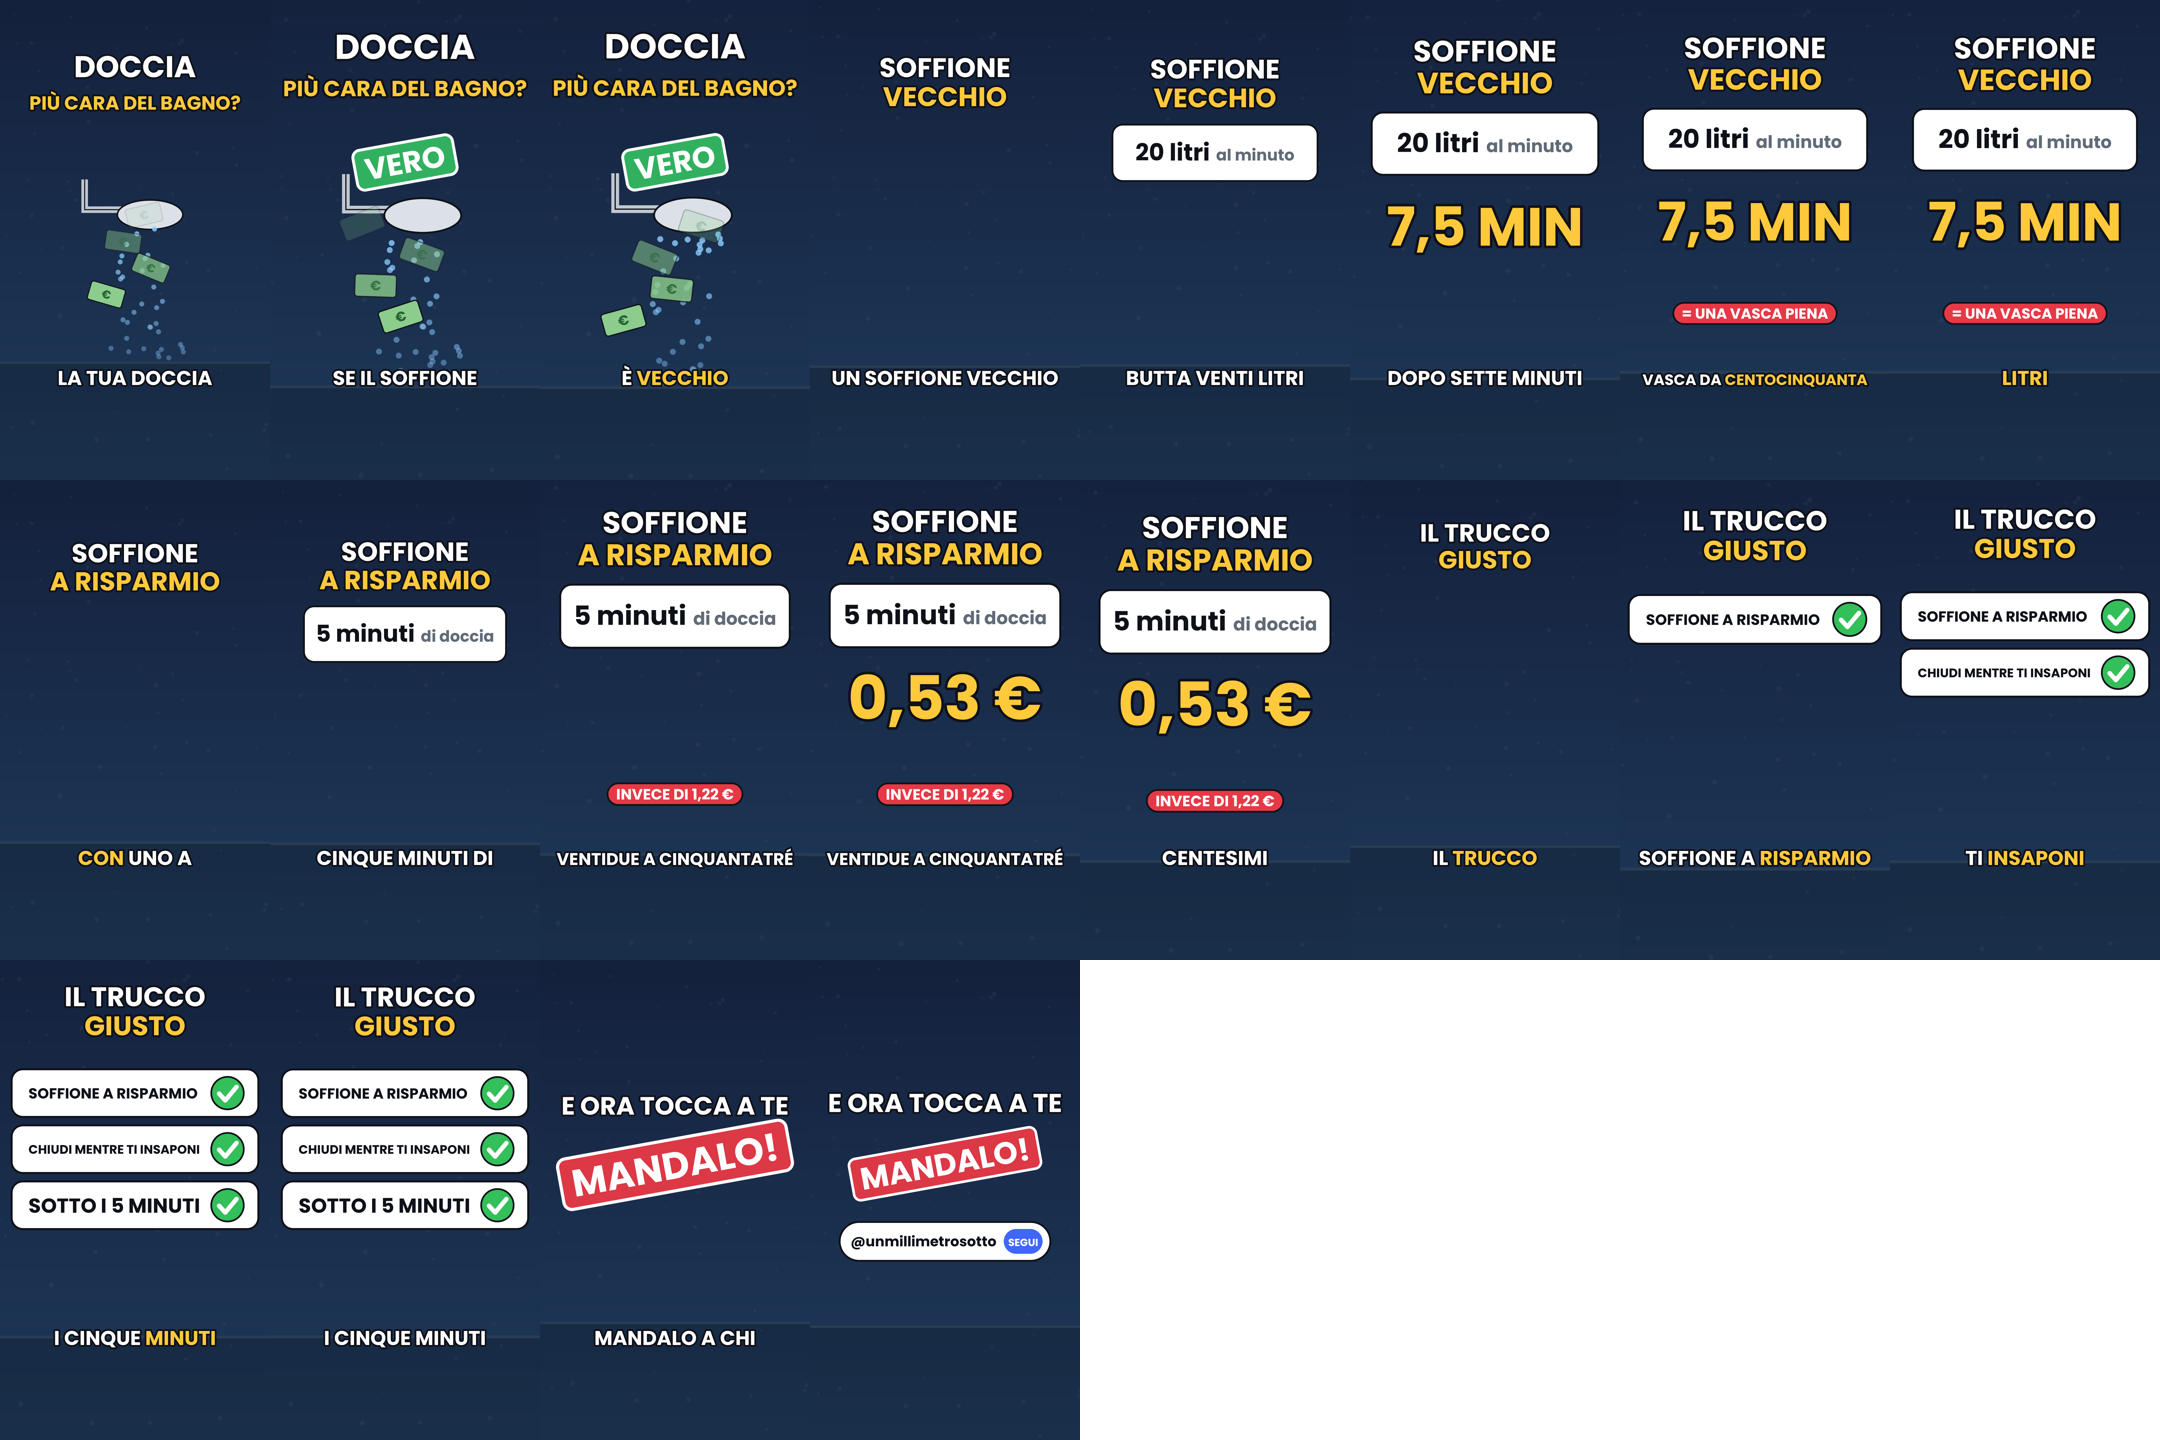 DOCCIA
PIÙ CARA DEL BAGNO?
€
€
€
LA TUA DOCCIA
DOCCIA
PIÙ CARA DEL BAGNO?
VERO
€
€
SE IL SOFFIONE
DOCCIA
PIÙ CARA DEL BAGNO?
VERO
€
€
€
€
È VECCHIO
SOFFIONE
VECCHIO
UN SOFFIONE VECCHIO
SOFFIONE
VECCHIO
20 litri al minuto
BUTTA VENTI LITRI
SOFFIONE
VECCHIO
20 litri al minuto
7,5 MIN
DOPO SETTE MINUTI
SOFFIONE
VECCHIO
20 litri al minuto
7,5 MIN
= UNA VASCA PIENA
VASCA DA CENTOCINQUANTA
SOFFIONE
VECCHIO
20 litri al minuto
7,5 MIN
= UNA VASCA PIENA
LITRI
SOFFIONE
A RISPARMIO
CON UNO A
SOFFIONE
A RISPARMIO
5 minuti di doccia
CINQUE MINUTI DI
SOFFIONE
A RISPARMIO
5 minuti di doccia
INVECE DI 1,22 €
VENTIDUE A CINQUANTATRÉ
SOFFIONE
A RISPARMIO
5 minuti di doccia
0,53 €
INVECE DI 1,22 €
VENTIDUE A CINQUANTATRÉ
SOFFIONE
A RISPARMIO
5 minuti di doccia
0,53 €
INVECE DI 1,22 €
CENTESIMI
IL TRUCCO
GIUSTO
IL TRUCCO
IL TRUCCO
GIUSTO
SOFFIONE A RISPARMIO
SOFFIONE A RISPARMIO
IL TRUCCO
GIUSTO
SOFFIONE A RISPARMIO
CHIUDI MENTRE TI INSAPONI
TI INSAPONI
IL TRUCCO
GIUSTO
SOFFIONE A RISPARMIO
CHIUDI MENTRE TI INSAPONI
SOTTO I 5 MINUTI
I CINQUE MINUTI
IL TRUCCO
GIUSTO
SOFFIONE A RISPARMIO
CHIUDI MENTRE TI INSAPONI
SOTTO I 5 MINUTI
I CINQUE MINUTI
E ORA TOCCA A TE
MANDALO!
MANDALO A CHI
E ORA TOCCA A TE
MANDALO!
@unmillimetrosotto SEGUI